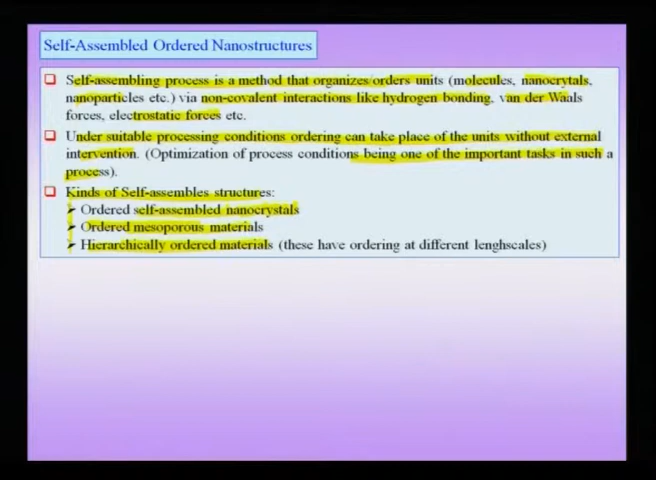 Self-Assembled Ordered Nanostructures
Self-assembling process is a method that organizes/orders units (molecules, nanocrytals,
nanoparticles etc.) via non-covalent interactions like hydrogen bonding, van der Waals
forces, electrostatic forces etc.
Under suitable processing conditions ordering can take place of the units without external
intervention. (Optimization of process conditions being one of the important tasks in such a
process).
Kinds of Self-assembles structures:
Ordered self-assembled nanocrystals
Ordered mesoporous materials
Hierarchically ordered materials (these have ordering at different lenghscales)